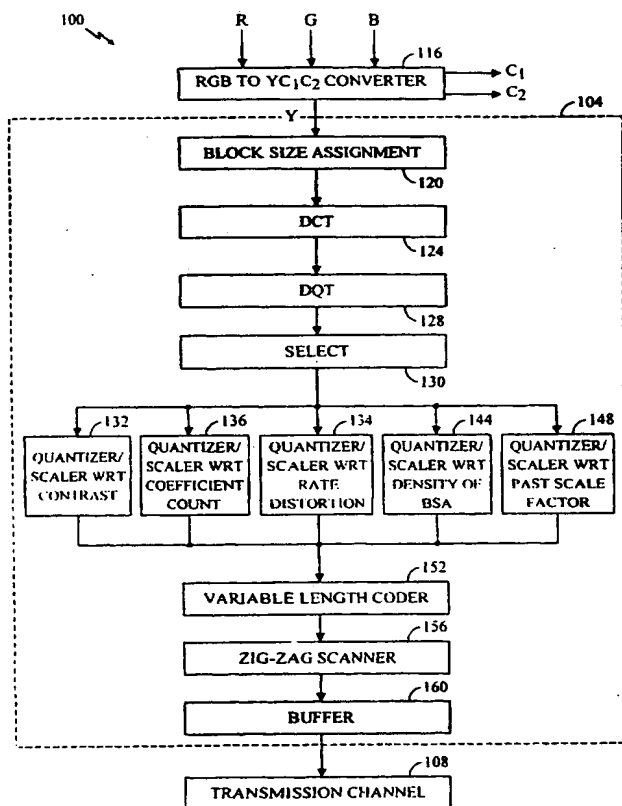 100
R G B
116
RGB TO YC1C2 CONVERTER
C1
C2
Y
104
BLOCK SIZE ASSIGNMENT
120
DCT
124
DQT
128
SELECT
130
132
136
134
144
148
QUANTIZER/
SCALER WRT
CONTRAST
QUANTIZER/
SCALER WRT
COEFFICIENT
COUNT
QUANTIZER/
SCALER WRT
RATE
DISTORTION
QUANTIZER/
SCALER WRT
DENSITY OF
BSA
QUANTIZER/
SCALER WRT
PAST SCALE
FACTOR
152
VARIABLE LENGTH CODER
156
ZIG-ZAG SCANNER
160
BUFFER
108
TRANSMISSION CHANNEL